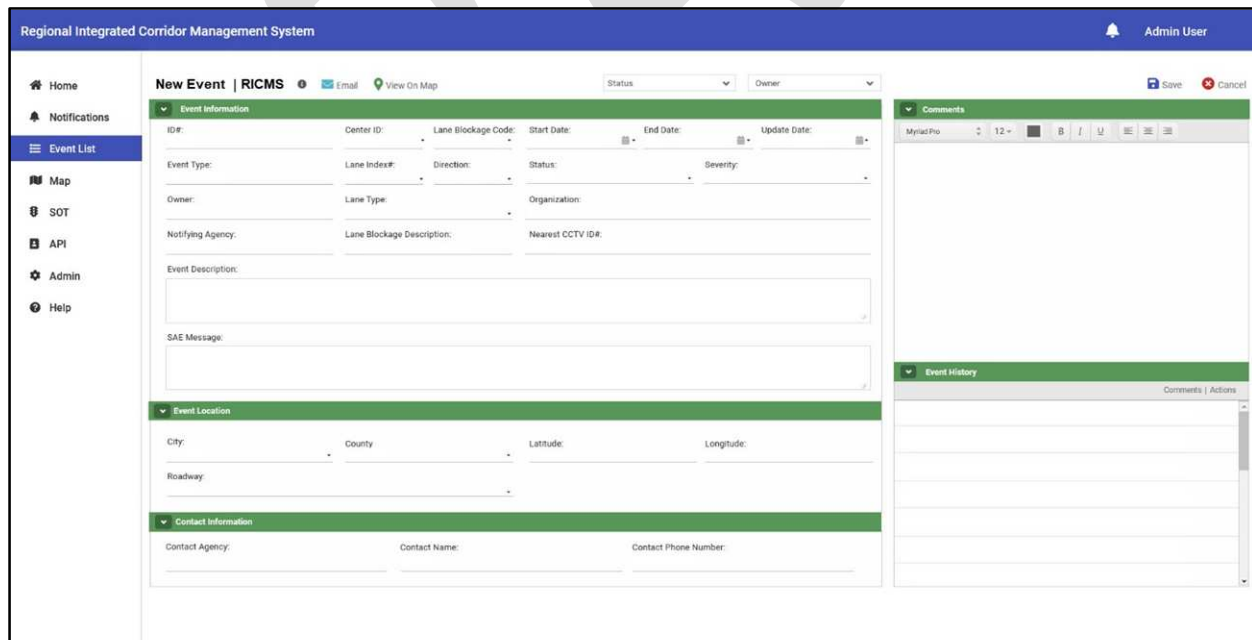 Regional Integrated Corridor Management System
Admin User
Home
Notifications
Event List
Map
SOT
API
Admin
Help
New Event | RICMS
Email
View On Map
Status
Owner
Save
Cancel
Event Information
ID#: Center ID: Lane Blockage Code: Start Date: End Date: Update Date:
Event Type: Lane Index#: Direction: Status: Severity:
Owner: Lane Type: Organization:
Notifying Agency: Lane Blockage Description: Nearest CCTV ID#:
Event Description:
SAE Message:
Event Location
City: County Latitude: Longitude:
Roadway:
Contact Information
Contact Agency: Contact Name: Contact Phone Number:
Comments
Myriad Pro 12 B I U
Event History
Comments | Actions